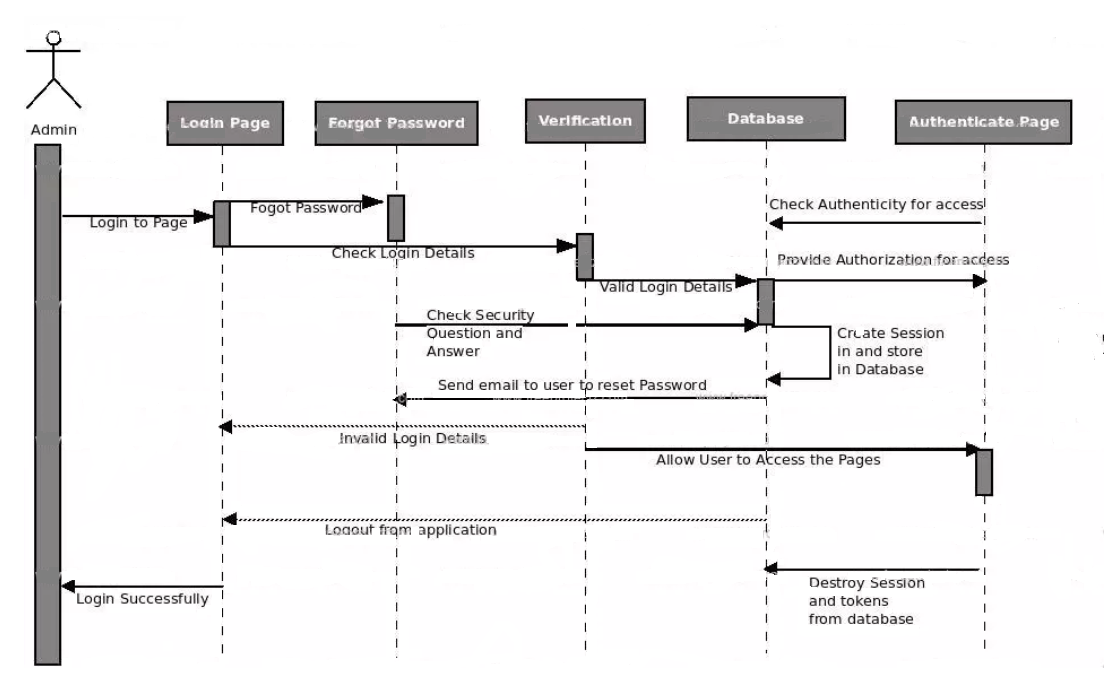 Admin
Login Page
Forgot Password
Verification
Database
Authenticate Page
Check Authenticity for access
Fogot Password
Login to Page
Check Login Details
Provide Authorization for access
Valid Login Details
Check Security
Question and
Answer
Create Session
in and store
in Database
Send email to user to reset Password
Invalid Login Details
Allow User to Access the Pages
Logout from application
Destroy Session
and tokens
from database
Login Successfully